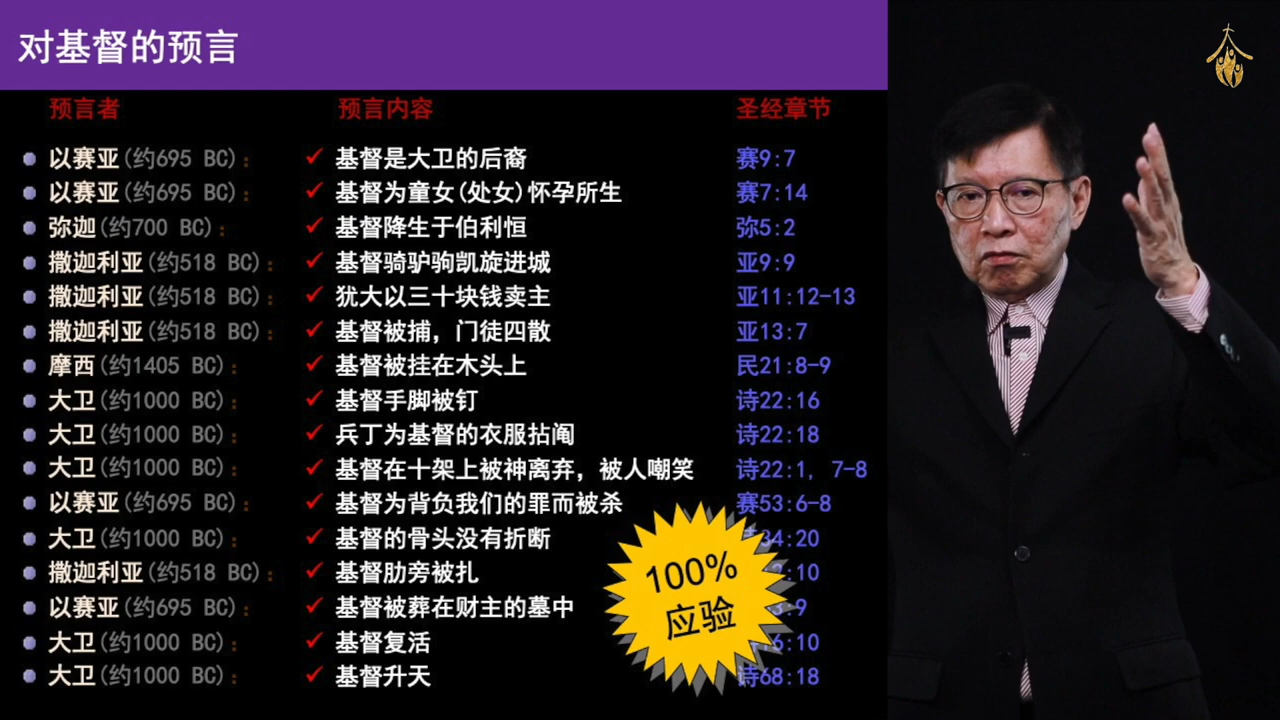 对基督的预言
预言者 预言内容 圣经章节
以赛亚(约695 BC): ✓ 基督是大卫的后裔 赛9:7
以赛亚(约695 BC): ✓ 基督为童女(处女)怀孕所生 赛7:14
弥迦(约700 BC): ✓ 基督降生于伯利恒 弥5:2
撒迦利亚(约518 BC): ✓ 基督骑驴驹凯旋进城 亚9:9
撒迦利亚(约518 BC): ✓ 犹大以三十块钱卖主 亚11:12-13
撒迦利亚(约518 BC): ✓ 基督被捕，门徒四散 亚13:7
摩西(约1405 BC): ✓ 基督被挂在木头上 民21:8-9
大卫(约1000 BC): ✓ 基督手脚被钉 诗22:16
大卫(约1000 BC): ✓ 兵丁为基督的衣服拈阄 诗22:18
大卫(约1000 BC): ✓ 基督在十架上被神离弃，被人嘲笑 诗22:1, 7-8
以赛亚(约695 BC): ✓ 基督为背负我们的罪而被杀 赛53:6-8
大卫(约1000 BC): ✓ 基督的骨头没有折断 34:20
撒迦利亚(约518 BC): ✓ 基督肋旁被扎 :10
以赛亚(约695 BC): ✓ 基督被葬在财主的墓中 :9
大卫(约1000 BC): ✓ 基督复活 6:10
大卫(约1000 BC): ✓ 基督升天 诗68:18
100%
应验